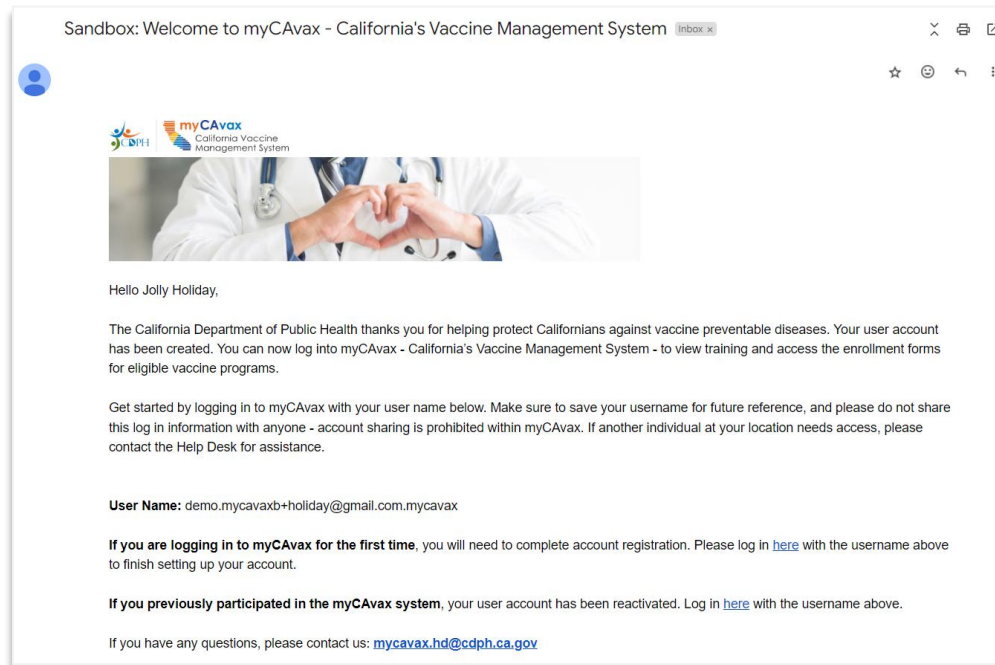 Sandbox: Welcome to myCAvax - California's Vaccine Management System Inbox ×
CDPH
myCAvax
California Vaccine
Management System
Hello Jolly Holiday,
The California Department of Public Health thanks you for helping protect Californians against vaccine preventable diseases. Your user account
has been created. You can now log into myCAvax - California's Vaccine Management System - to view training and access the enrollment forms
for eligible vaccine programs.
Get started by logging in to myCAvax with your user name below. Make sure to save your username for future reference, and please do not share
this log in information with anyone - account sharing is prohibited within myCAvax. If another individual at your location needs access, please
contact the Help Desk for assistance.
User Name: demo.mycavaxb+holiday@gmail.com.mycavax
If you are logging in to myCAvax for the first time, you will need to complete account registration. Please log in here with the username above
to finish setting up your account.
If you previously participated in the myCAvax system, your user account has been reactivated. Log in here with the username above.
If you have any questions, please contact us: mycavax.hd@cdph.ca.gov